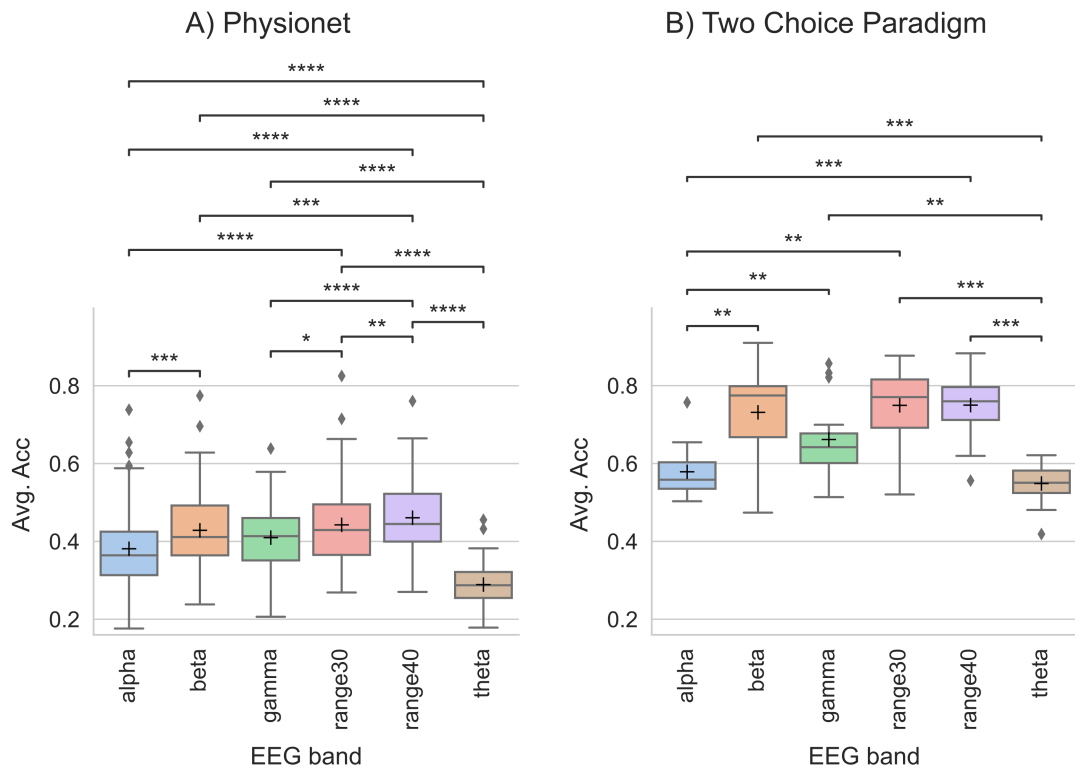 A) Physionet
****
****
****
****
***
****
****
****
****
**
*
***
0.8
0.6
0.4
0.2
Avg. Acc
alpha
beta
gamma
range30
range40
theta
EEG band
B) Two Choice Paradigm
***
***
**
**
**
***
**
***
0.8
0.6
0.4
0.2
Avg. Acc
alpha
beta
gamma
range30
range40
theta
EEG band